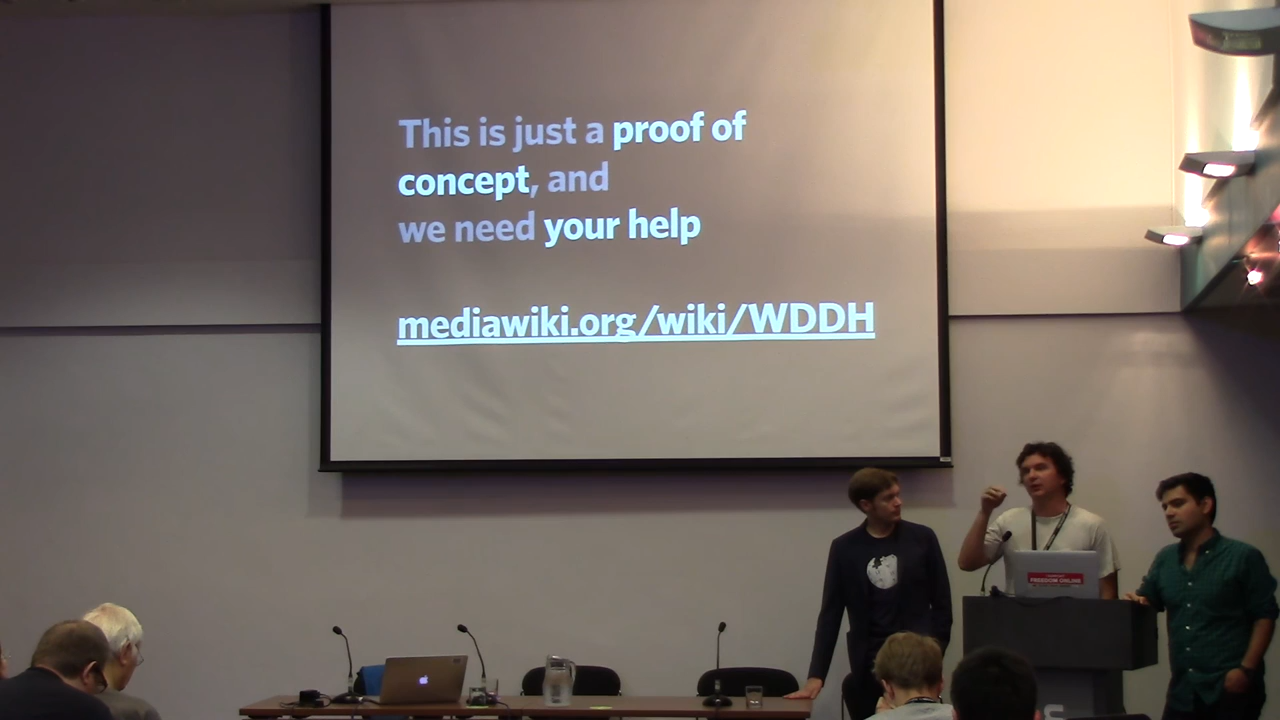 This is just a proof of
concept, and
we need your help
mediawiki.org/wiki/WDDH
FREEDOM ONLINE